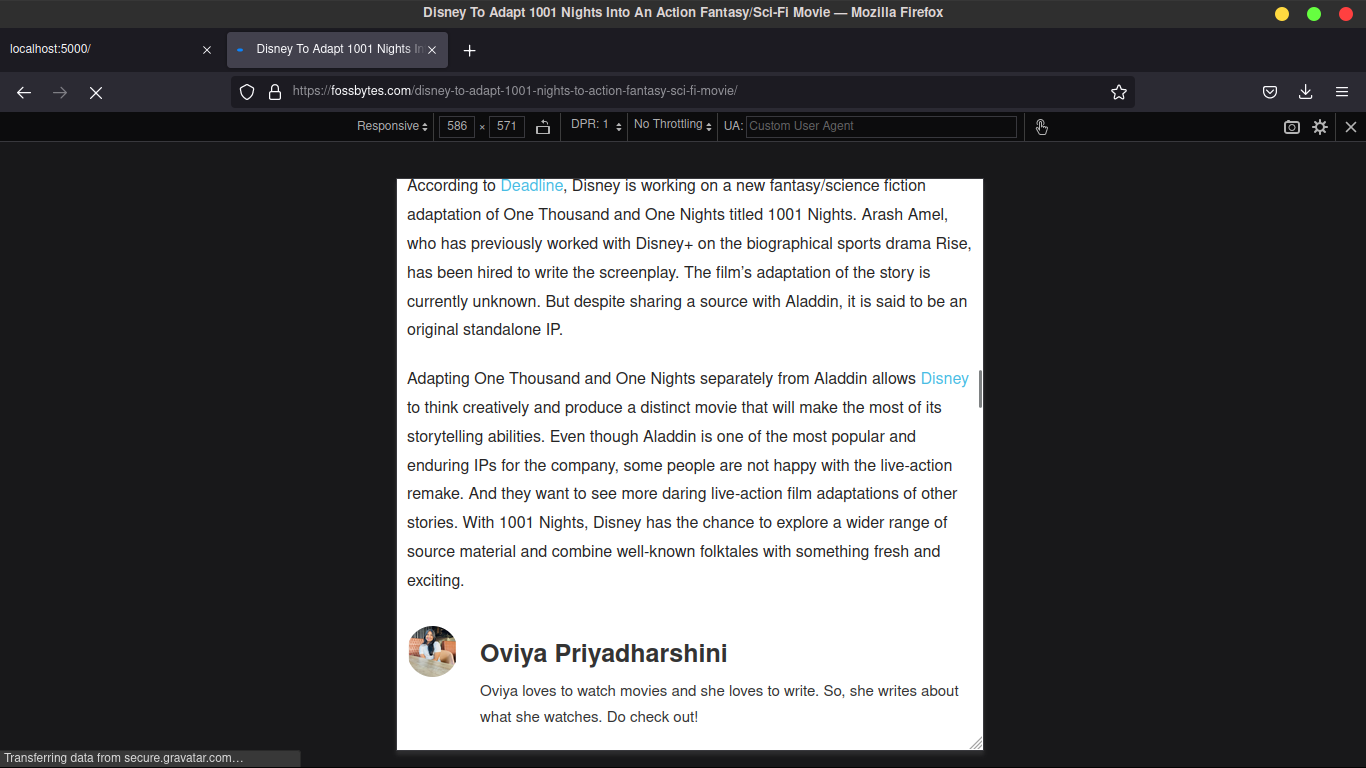 Disney To Adapt 1001 Nights Into An Action Fantasy/Sci-Fi Movie — Mozilla Firefox
localhost:5000/
Disney To Adapt 1001 Nights In
https://fossbytes.com/disney-to-adapt-1001-nights-to-action-fantasy-sci-fi-movie/
Responsive 586 × 571 DPR: 1 No Throttling UA: Custom User Agent
According to Deadline, Disney is working on a new fantasy/science fiction
adaptation of One Thousand and One Nights titled 1001 Nights. Arash Amel,
who has previously worked with Disney+ on the biographical sports drama Rise,
has been hired to write the screenplay. The film’s adaptation of the story is
currently unknown. But despite sharing a source with Aladdin, it is said to be an
original standalone IP.
Adapting One Thousand and One Nights separately from Aladdin allows Disney
to think creatively and produce a distinct movie that will make the most of its
storytelling abilities. Even though Aladdin is one of the most popular and
enduring IPs for the company, some people are not happy with the live-action
remake. And they want to see more daring live-action film adaptations of other
stories. With 1001 Nights, Disney has the chance to explore a wider range of
source material and combine well-known folktales with something fresh and
exciting.
Oviya Priyadharshini
Oviya loves to watch movies and she loves to write. So, she writes about
what she watches. Do check out!
Transferring data from secure.gravatar.com…